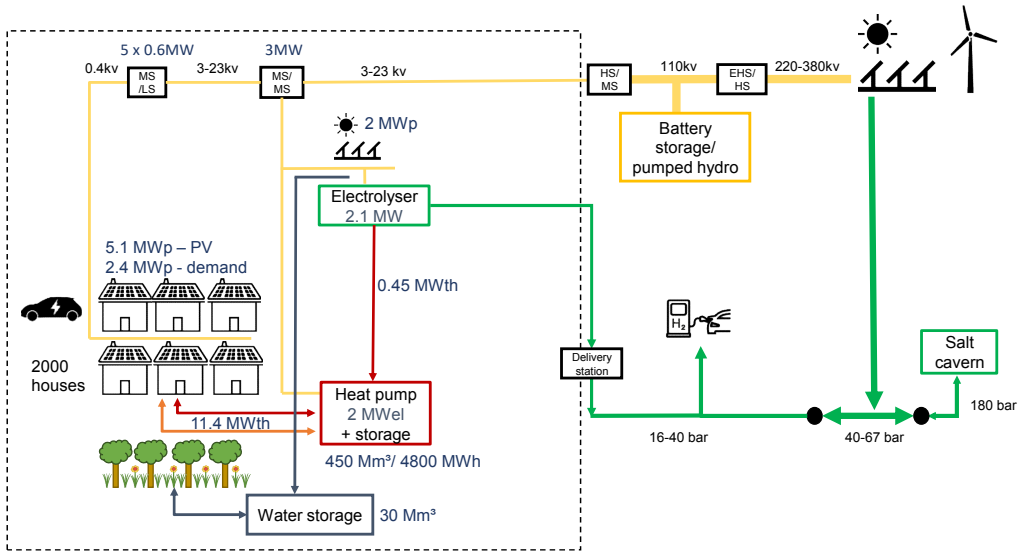 5 x 0.6MW
3MW
0.4kv
MS
/LS
3-23kv
MS/
MS
3-23 kv
HS/
MS
110kv
EHS/
HS
220-380kv
2 MWp
Battery
storage/
pumped hydro
Electrolyser
2.1 MW
5.1 MWp – PV
2.4 MWp - demand
0.45 MWth
H2
2000
houses
Delivery
station
Salt
cavern
Heat pump
2 MWel
+ storage
11.4 MWth
180 bar
16-40 bar
40-67 bar
450 Mm³/ 4800 MWh
Water storage
30 Mm³